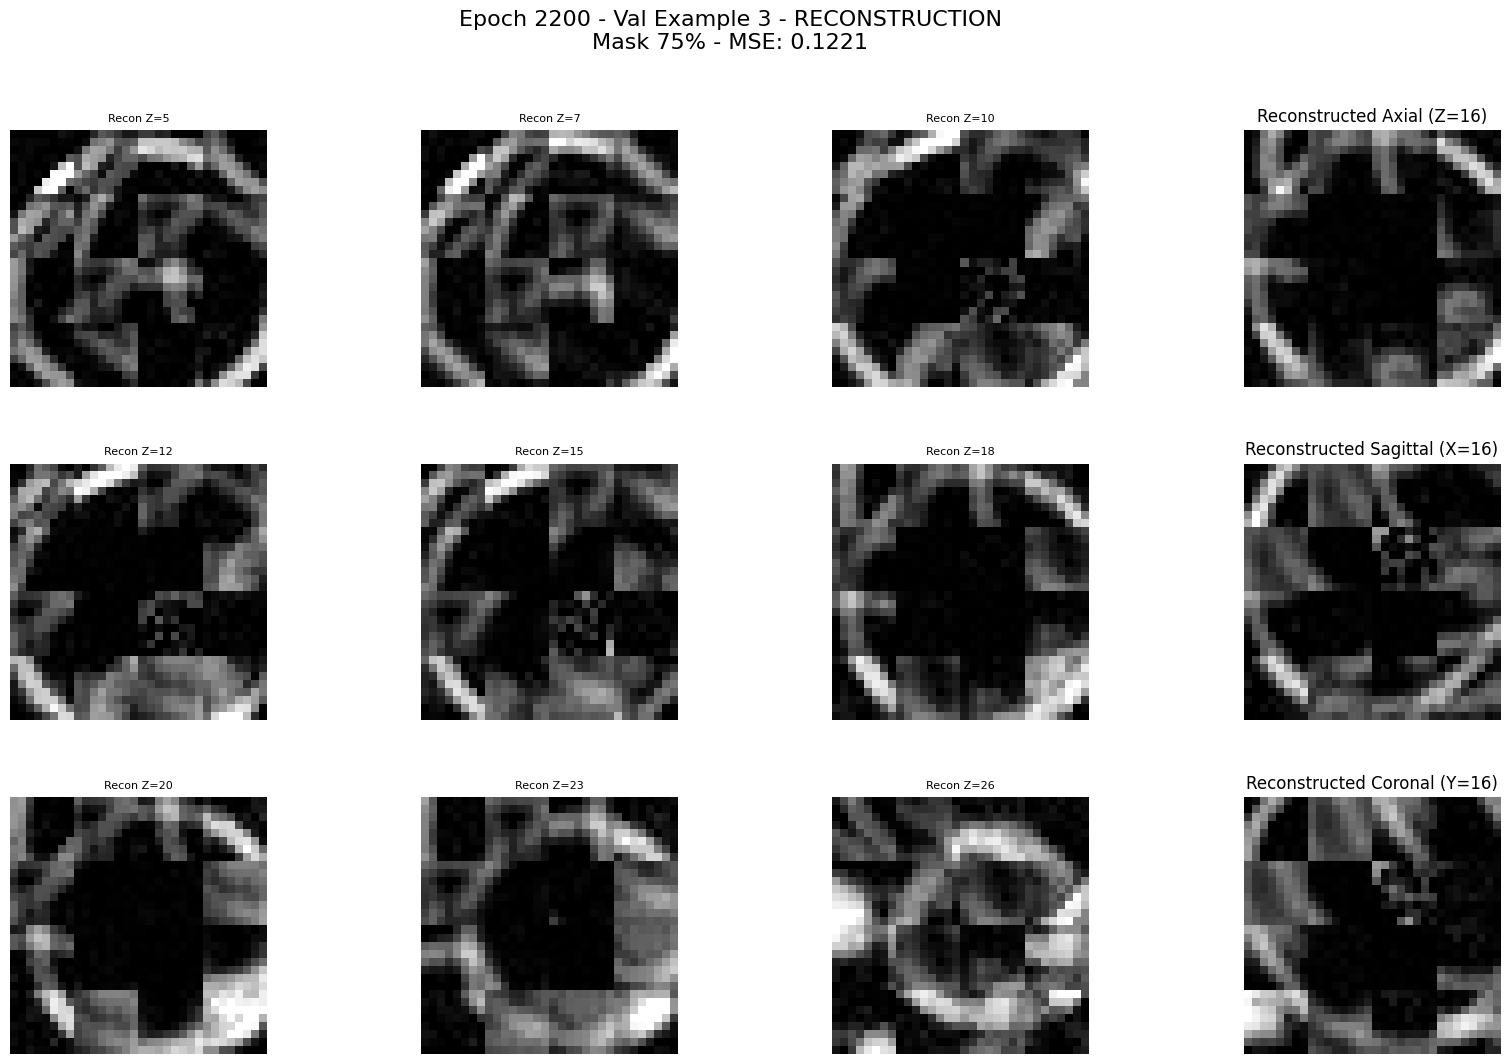 Epoch 2200 - Val Example 3 - RECONSTRUCTION
Mask 75% - MSE: 0.1221
Recon Z=5
Recon Z=7
Recon Z=10
Reconstructed Axial (Z=16)
Recon Z=12
Recon Z=15
Recon Z=18
Reconstructed Sagittal (X=16)
Recon Z=20
Recon Z=23
Recon Z=26
Reconstructed Coronal (Y=16)